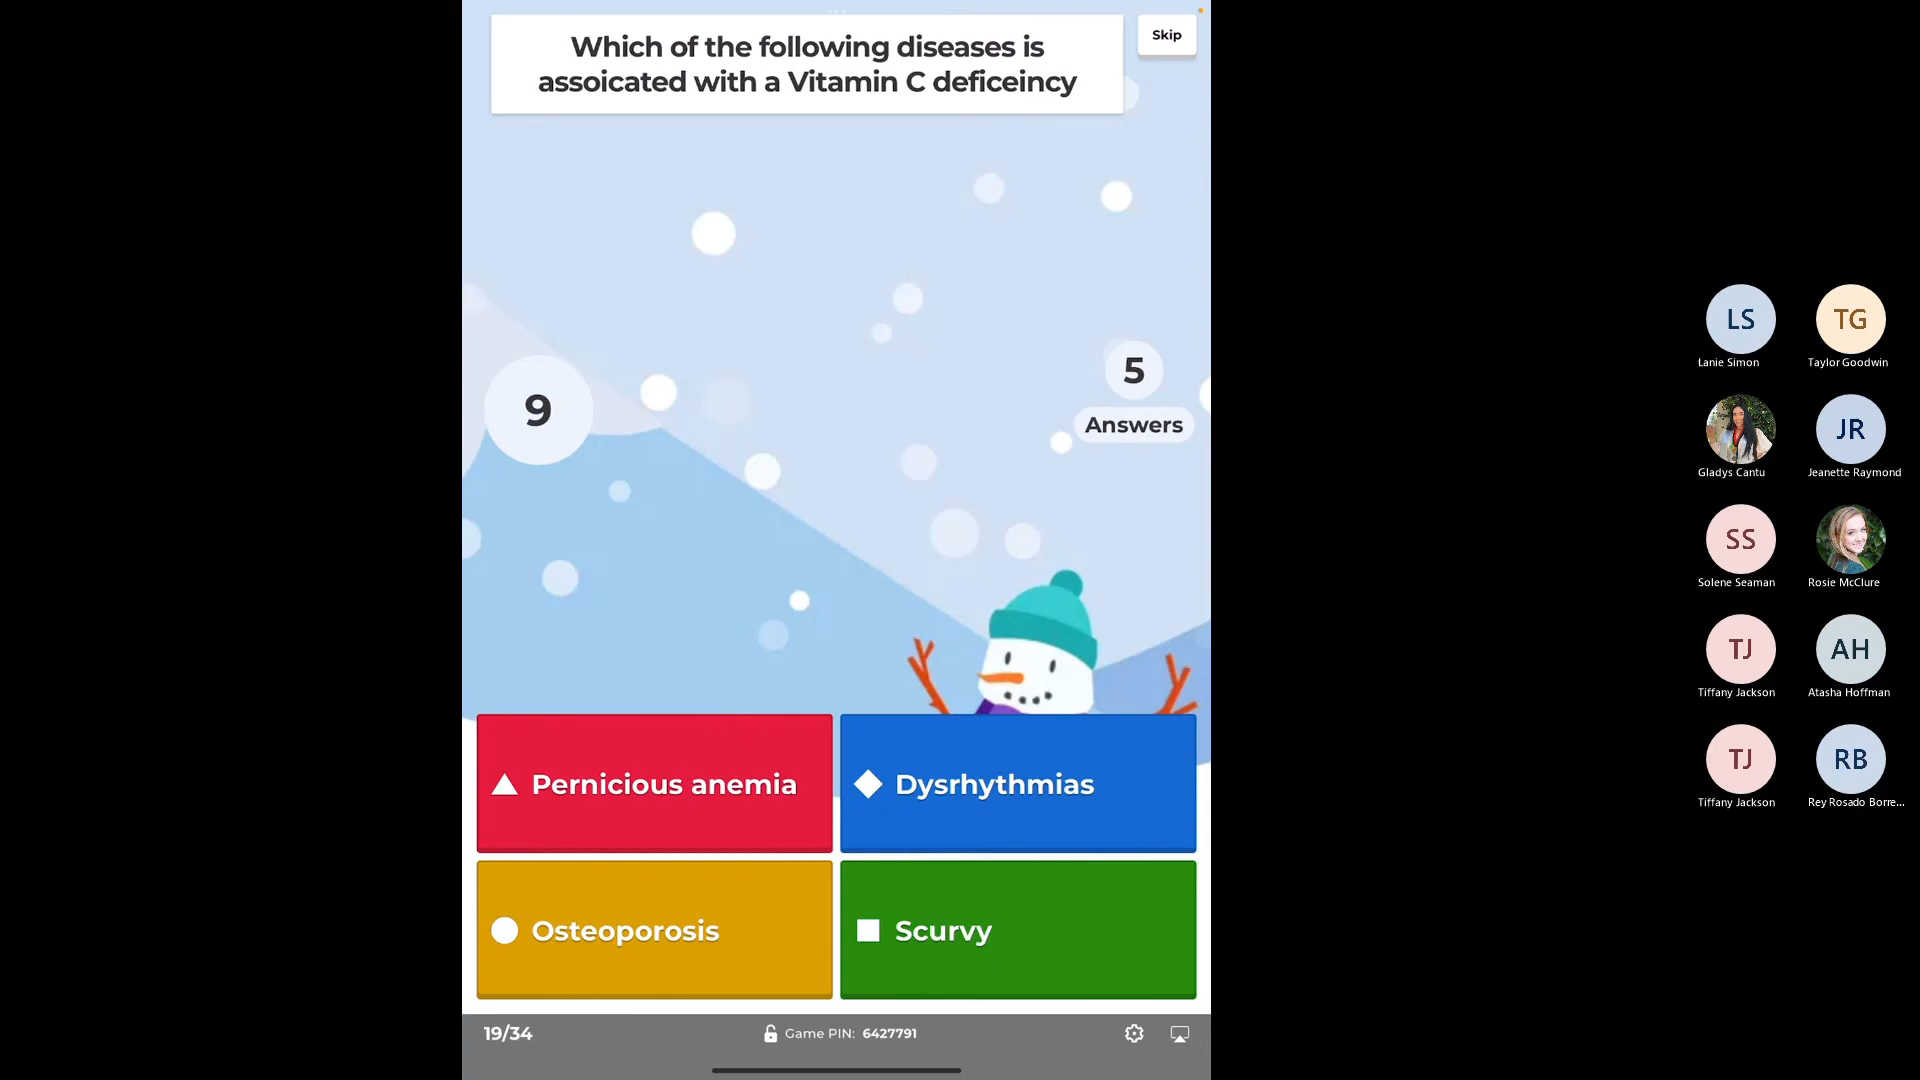 Which of the following diseases is
assoicated with a Vitamin C deficeincy
Skip
9
5
Answers
Pernicious anemia
Dysrhythmias
Osteoporosis
Scurvy
19/34
Game PIN: 6427791
LS
Lanie Simon
TG
Taylor Goodwin
Gladys Cantu
JR
Jeanette Raymond
SS
Solene Seaman
Rosie McClure
TJ
Tiffany Jackson
AH
Atasha Hoffman
TJ
Tiffany Jackson
RB
Rey Rosado Borre...